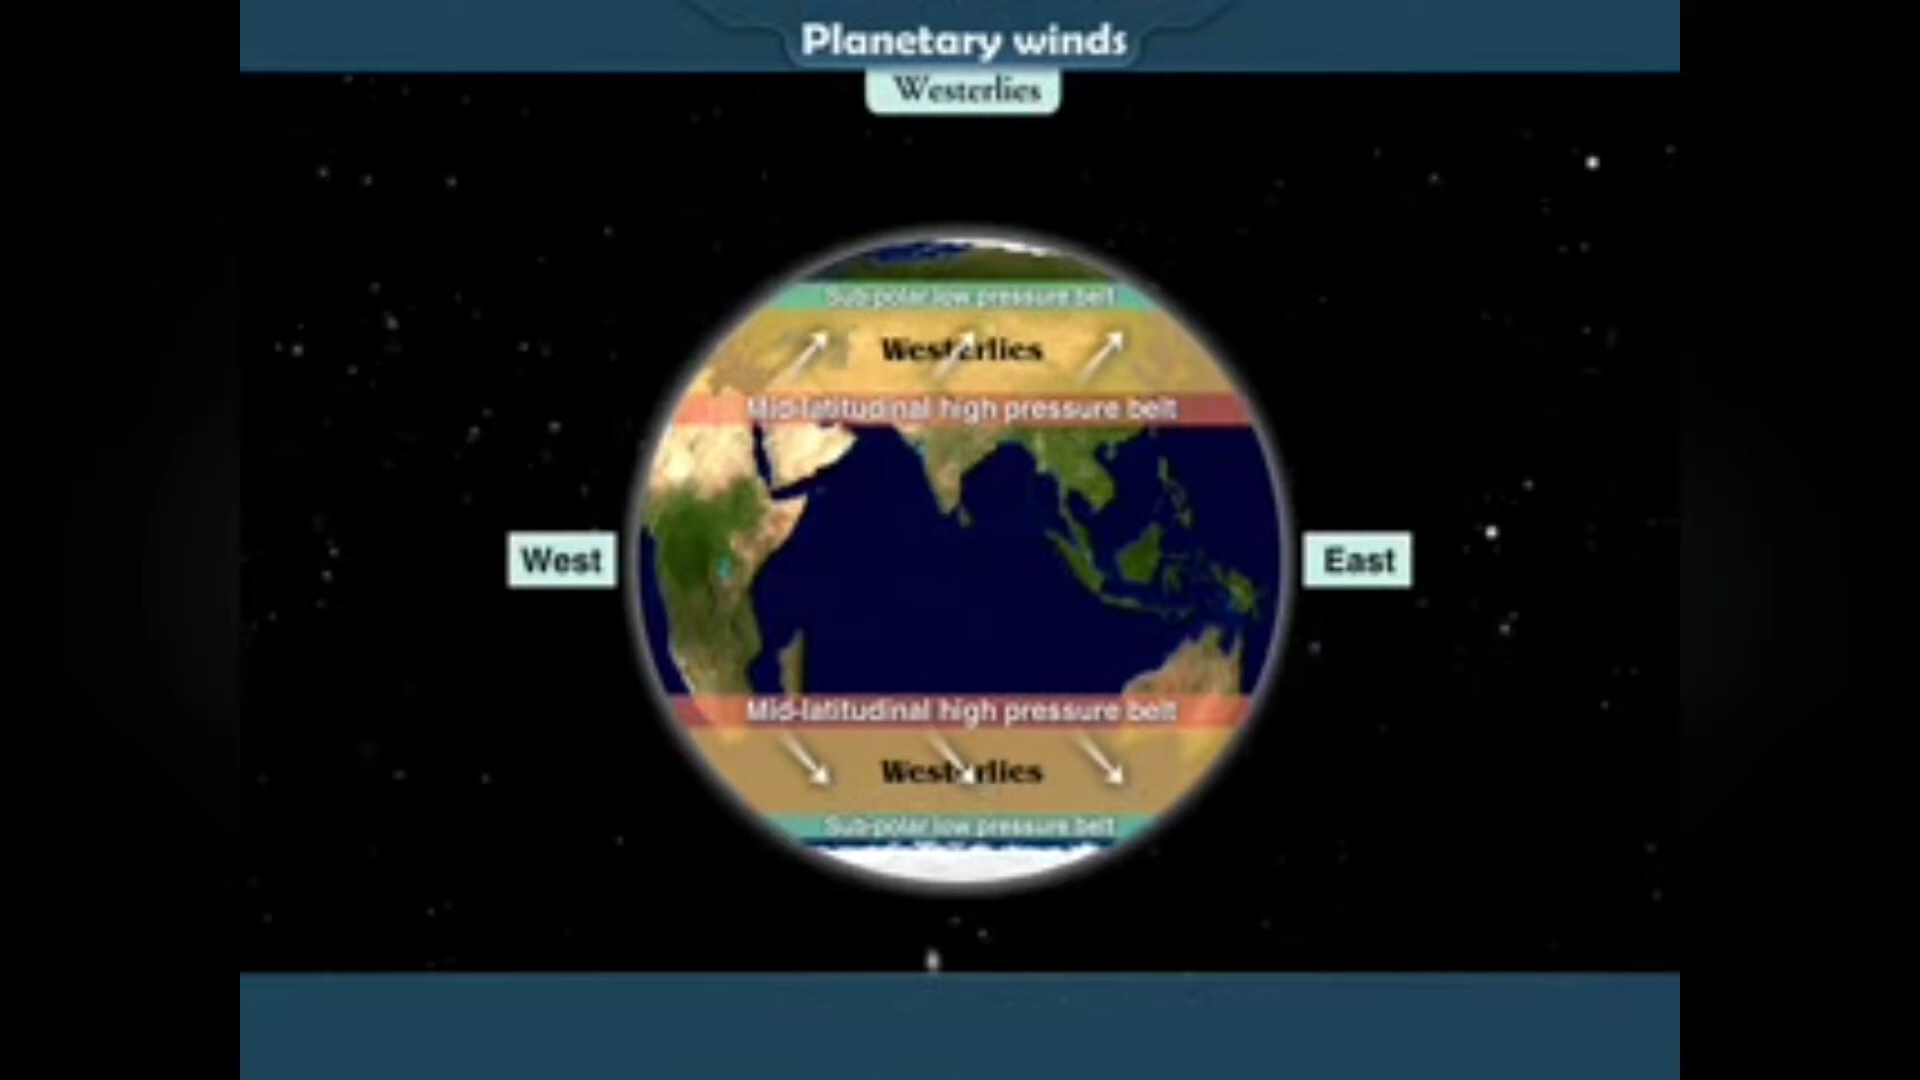 Planetary winds
Westerlies
Sub-polar low pressure belt
Westerlies
Mid-latitudinal high pressure belt
West
East
Mid-latitudinal high pressure belt
Westerlies
Sub-polar low pressure belt